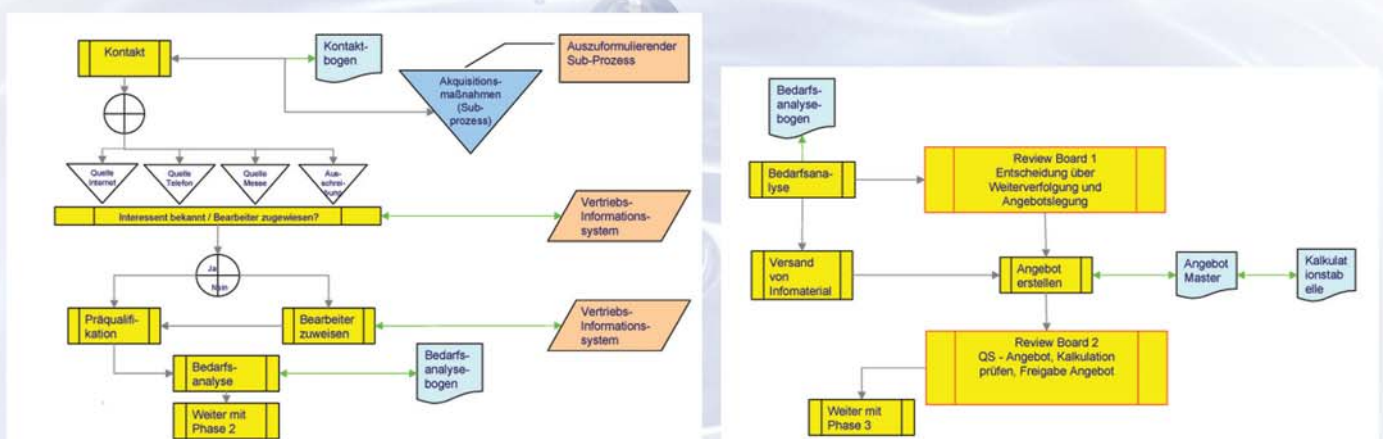 Kontakt
Kontakt-
bogen
Auszuformulierender
Sub-Prozess
Akquisitions-
maßnahmen
(Sub-
prozess)
Quelle
Internet
Quelle
Telefon
Quelle
Messe
Aus-
schrei-
bung
Interessent bekannt / Bearbeiter zugewiesen?
Vertriebs-
Informations-
system
Ja
Nein
Präqualifi-
kation
Bearbeiter
zuweisen
Vertriebs-
Informations-
system
Bedarfs-
analyse
Bedarfs-
analyse-
bogen
Weiter mit
Phase 2
Bedarfs-
analyse-
bogen
Bedarfsana-
lyse
Review Board 1
Entscheidung über
Weiterverfolgung und
Angebotslegung
Versand
von
Infomaterial
Angebot
erstellen
Angebot
Master
Kalkulat
ionstab
elle
Review Board 2
QS - Angebot, Kalkulation
prüfen, Freigabe Angebot
Weiter mit
Phase 3